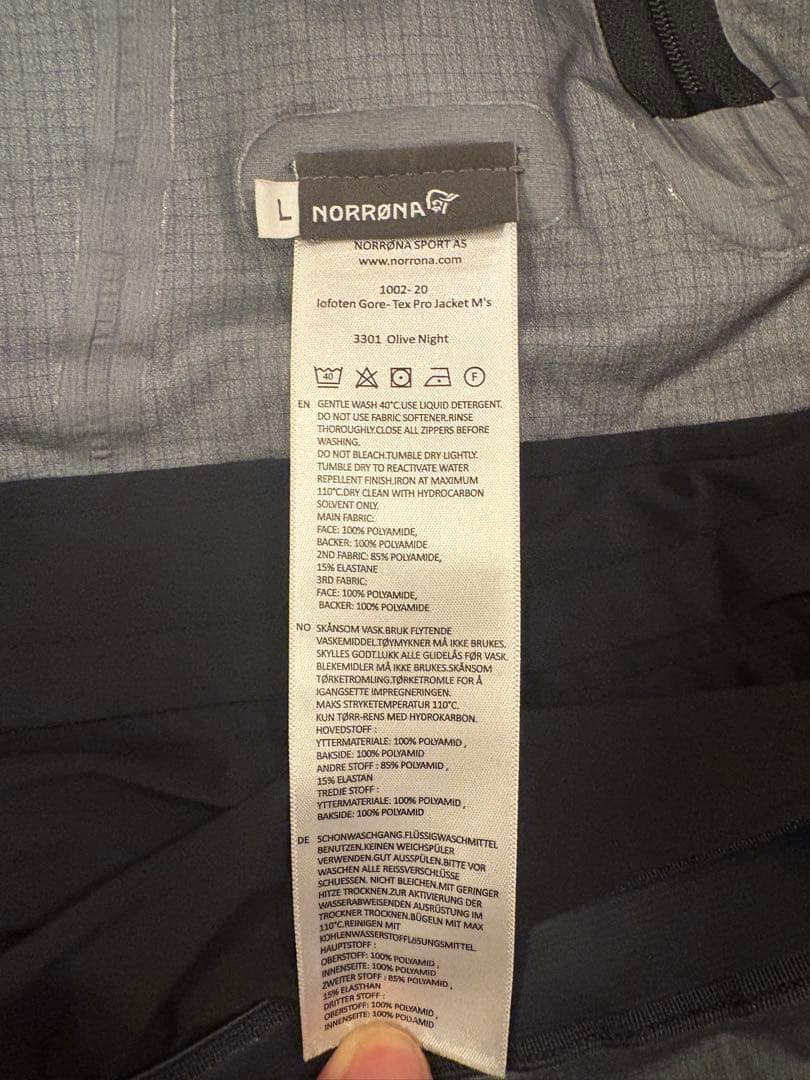 L
NORRØNA
NORRØNA SPORT AS
www.norrona.com
1002- 20
lofoten Gore-Tex Pro Jacket M's
3301 Olive Night
40 F
EN GENTLE WASH 40°C.USE LIQUID DETERGENT.
DO NOT USE FABRIC SOFTENER.RINSE
THOROUGHLY.CLOSE ALL ZIPPERS BEFORE
WASHING.
DO NOT BLEACH.TUMBLE DRY LIGHTLY.
TUMBLE DRY TO REACTIVATE WATER
REPELLENT FINISH.IRON AT MAXIMUM
110°C.DRY CLEAN WITH HYDROCARBON
SOLVENT ONLY.
MAIN FABRIC:
FACE: 100% POLYAMIDE,
BACKER: 100% POLYAMIDE
2ND FABRIC: 85% POLYAMIDE,
15% ELASTANE
3RD FABRIC:
FACE: 100% POLYAMIDE,
BACKER: 100% POLYAMIDE
NO SKÅNSOM VASK.BRUK FLYTENDE
VASKEMIDDEL.TØYMYKNER MÅ IKKE BRUKES.
SKYLLES GODT.LUKK ALLE GLIDELÅS FØR VASK.
BLEKEMIDLER MÅ IKKE BRUKES.SKÅNSOM
TØRKETROMLING.TØRKETROMLE FOR Å
IGANGSETTE IMPREGNERINGEN.
MAKS STRYKETEMPERATUR 110°C.
KUN TØRR-RENS MED HYDROKARBON.
HOVEDSTOFF :
YTTERMATERIALE: 100% POLYAMID ,
BAKSIDE: 100% POLYAMID
ANDRE STOFF : 85% POLYAMID ,
15% ELASTAN
TREDJE STOFF :
YTTERMATERIALE: 100% POLYAMID ,
BAKSIDE: 100% POLYAMID
DE SCHONWASCHGANG.FLÜSSIGWASCHMITTEL
BENUTZEN.KEINEN WEICHSPÜLER
VERWENDEN.GUT AUSSPÜLEN.BITTE VOR
WASCHEN ALLE REISSVERSCHLÜSSE
SCHUESSEN. NICHT BLEICHEN.MIT GERINGER
HITZE TROCKNEN.ZUR AKTIVIERUNG DER
WASSERABWEISENDEN AUSRÜSTUNG IM
TROCKNER TROCKNEN.BÜGELN MIT MAX
110°C.REINIGEN MIT
KOHLENWASSERSTOFFLÖSUNGSMITTEL.
HAUPTSTOFF :
OBERSTOFF: 100% POLYAMID ,
INNENSEITE: 100% POLYAMID
ZWEITER STOFF : 85% POLYAMID ,
15% ELASTHAN
DRITTER STOFF :
OBERSTOFF: 100% POLYAMID ,
INNENSEITE: 100% POLYAMID